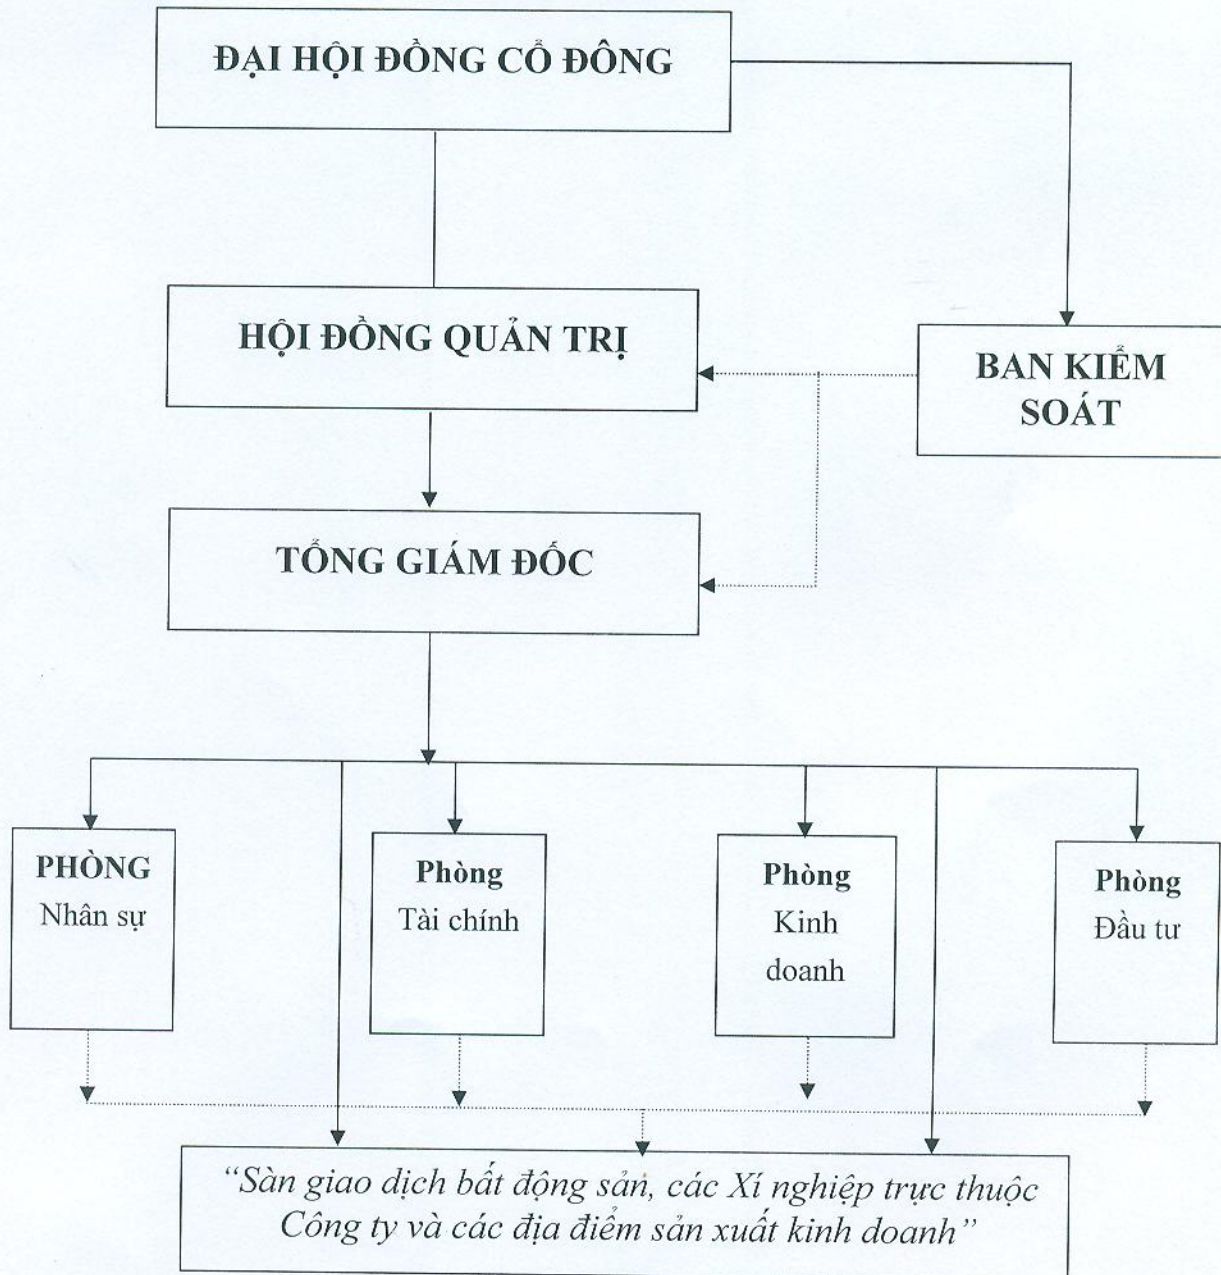 ĐẠI HỘI ĐỒNG CỔ ĐÔNG
HỘI ĐỒNG QUẢN TRỊ
BAN KIỂM
SOÁT
TỔNG GIÁM ĐỐC
PHÒNG
Nhân sự
Phòng
Tài chính
Phòng
Kinh
doanh
Phòng
Đầu tư
“Sàn giao dịch bất động sản, các Xí nghiệp trực thuộc
Công ty và các địa điểm sản xuất kinh doanh”